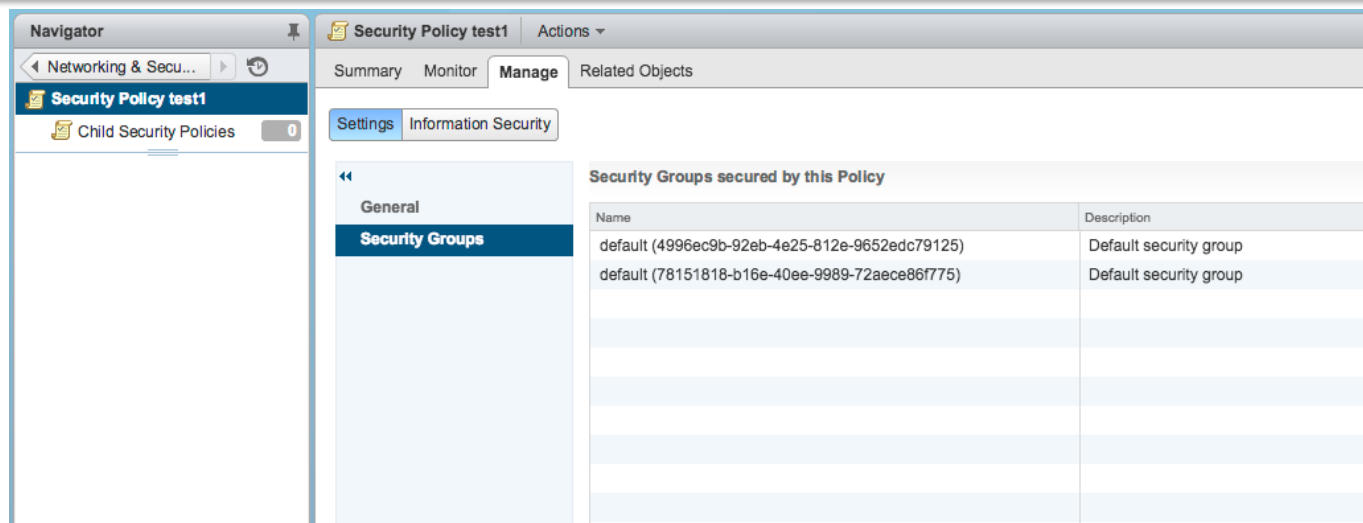 Navigator
Networking & Secu...
Security Policy test1
Child Security Policies 0
Security Policy test1 Actions
Summary Monitor Manage Related Objects
Settings Information Security
General
Security Groups
Security Groups secured by this Policy
Name Description
default (4996ec9b-92eb-4e25-812e-9652edc79125) Default security group
default (78151818-b16e-40ee-9989-72aece86f775) Default security group